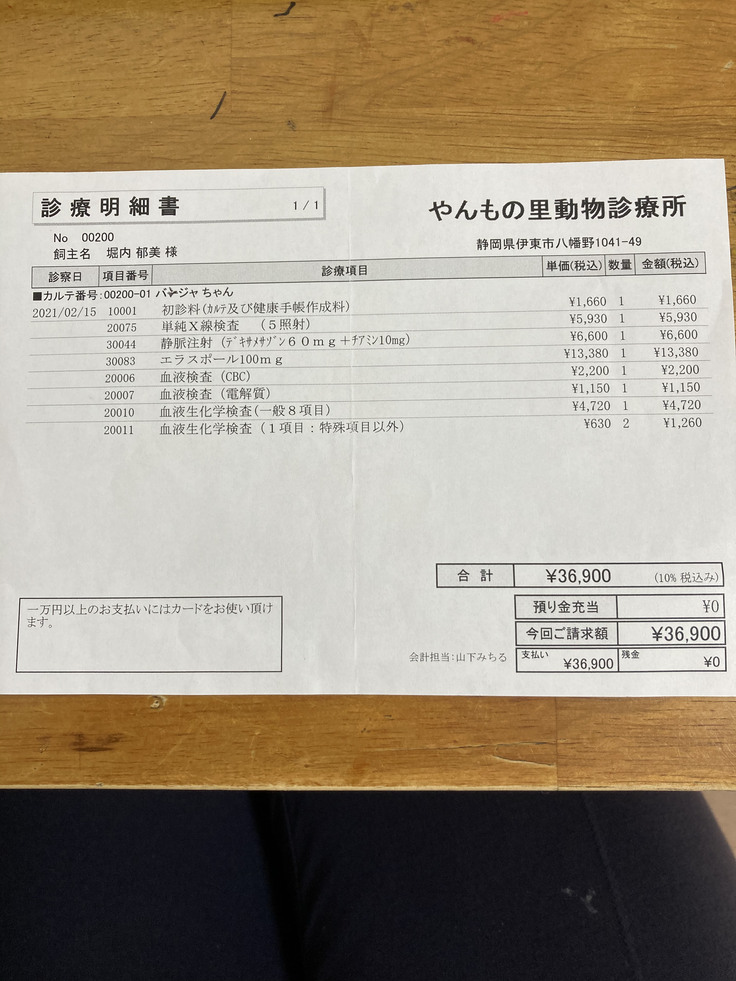 診療明細書 1/1
やんもの里動物診療所
No 00200
飼主名 堀内 郁美 様
静岡県伊東市八幡野1041-49
診察日 項目番号 診療項目 単価(税込) 数量 金額(税込)
■カルテ番号:00200-01 ちゃん
2021/02/15 10001 初診料(ｶﾙﾃ及び健康手帳作成料) ¥1,660 1 ¥1,660
20075 単純Ｘ線検査 （５照射） ¥5,930 1 ¥5,930
30044 静脈注射（ﾃﾞｷｻﾒｻｿﾞﾝ６０ｍｇ＋ﾁｱﾐﾝ10mg） ¥6,600 1 ¥6,600
30083 エラスポール100ｍｇ ¥13,380 1 ¥13,380
20006 血液検査（CBC） ¥2,200 1 ¥2,200
20007 血液検査（電解質） ¥1,150 1 ¥1,150
20010 血液生化学検査(一般８項目) ¥4,720 1 ¥4,720
20011 血液生化学検査（１項目：特殊項目以外） ¥630 2 ¥1,260
合計 ¥36,900 (10% 税込み)
預り金充当 ¥0
今回ご請求額 ¥36,900
支払い ¥36,900 残金 ¥0
会計担当:山下みちる
一万円以上のお支払いにはカードをお使い頂け
ます。